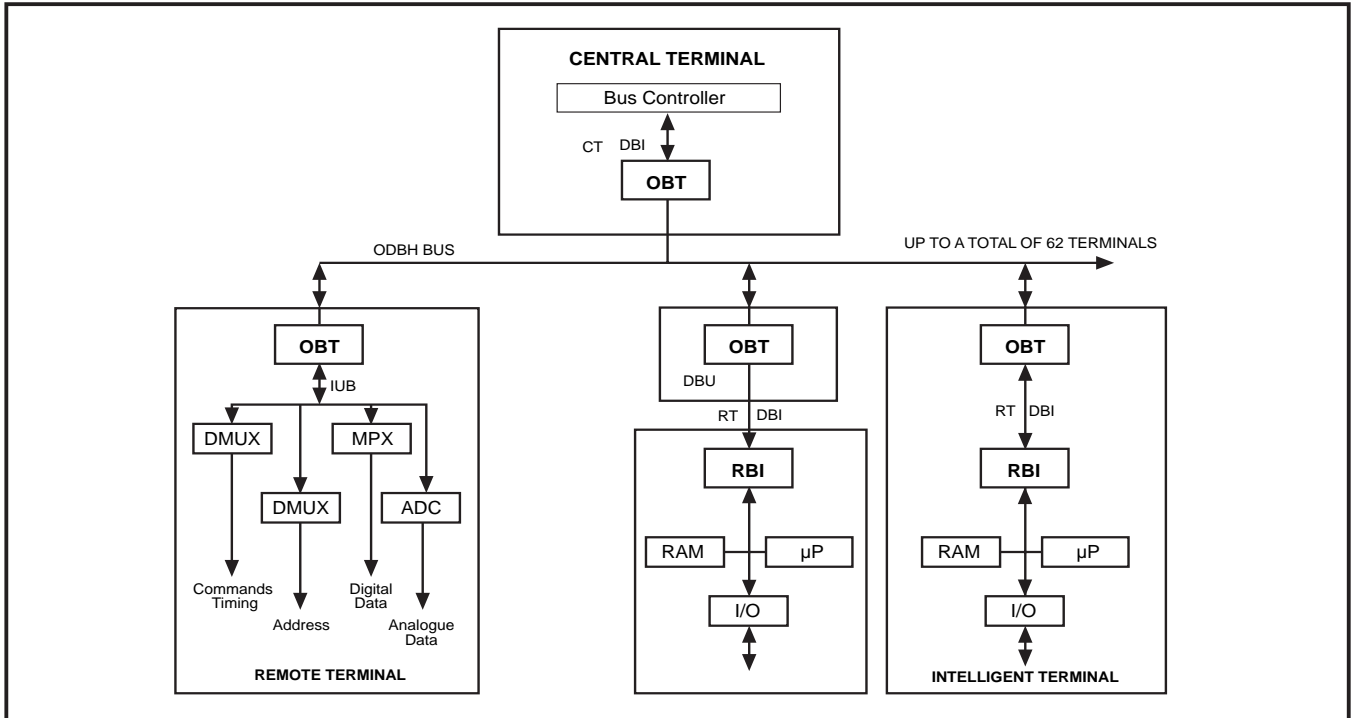 CENTRAL TERMINAL
Bus Controller
CT DBI
OBT
ODBH BUS
UP TO A TOTAL OF 62 TERMINALS
OBT
IUB
DMUX
MPX
DMUX
ADC
Commands
Timing
Address
Digital
Data
Analogue
Data
REMOTE TERMINAL
OBT
DBU
RT DBI
RBI
RAM
µP
I/O
OBT
RT DBI
RBI
RAM
µP
I/O
INTELLIGENT TERMINAL